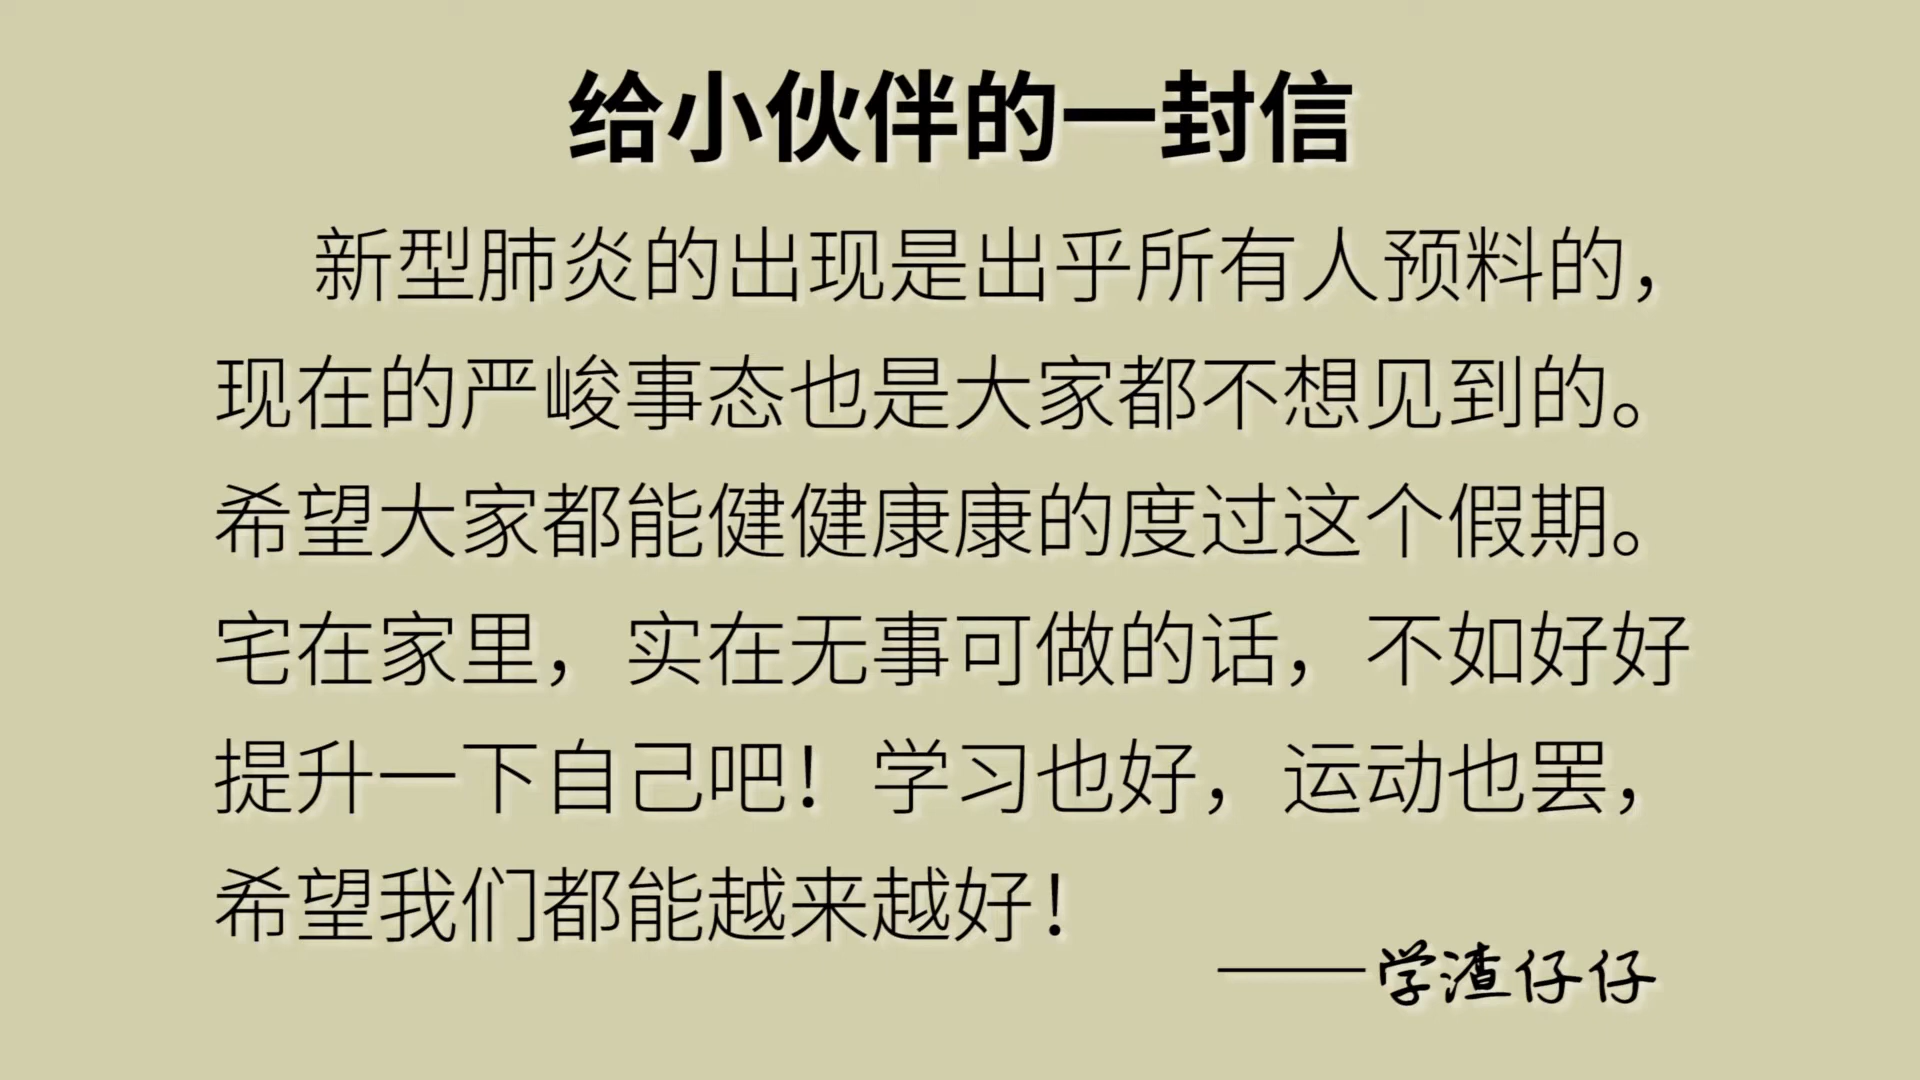 给小伙伴的一封信
新型肺炎的出现是出乎所有人预料的，
现在的严峻事态也是大家都不想见到的。
希望大家都能健健康康的度过这个假期。
宅在家里，实在无事可做的话，不如好好
提升一下自己吧！学习也好，运动也罢，
希望我们都能越来越好！
——学渣仔仔